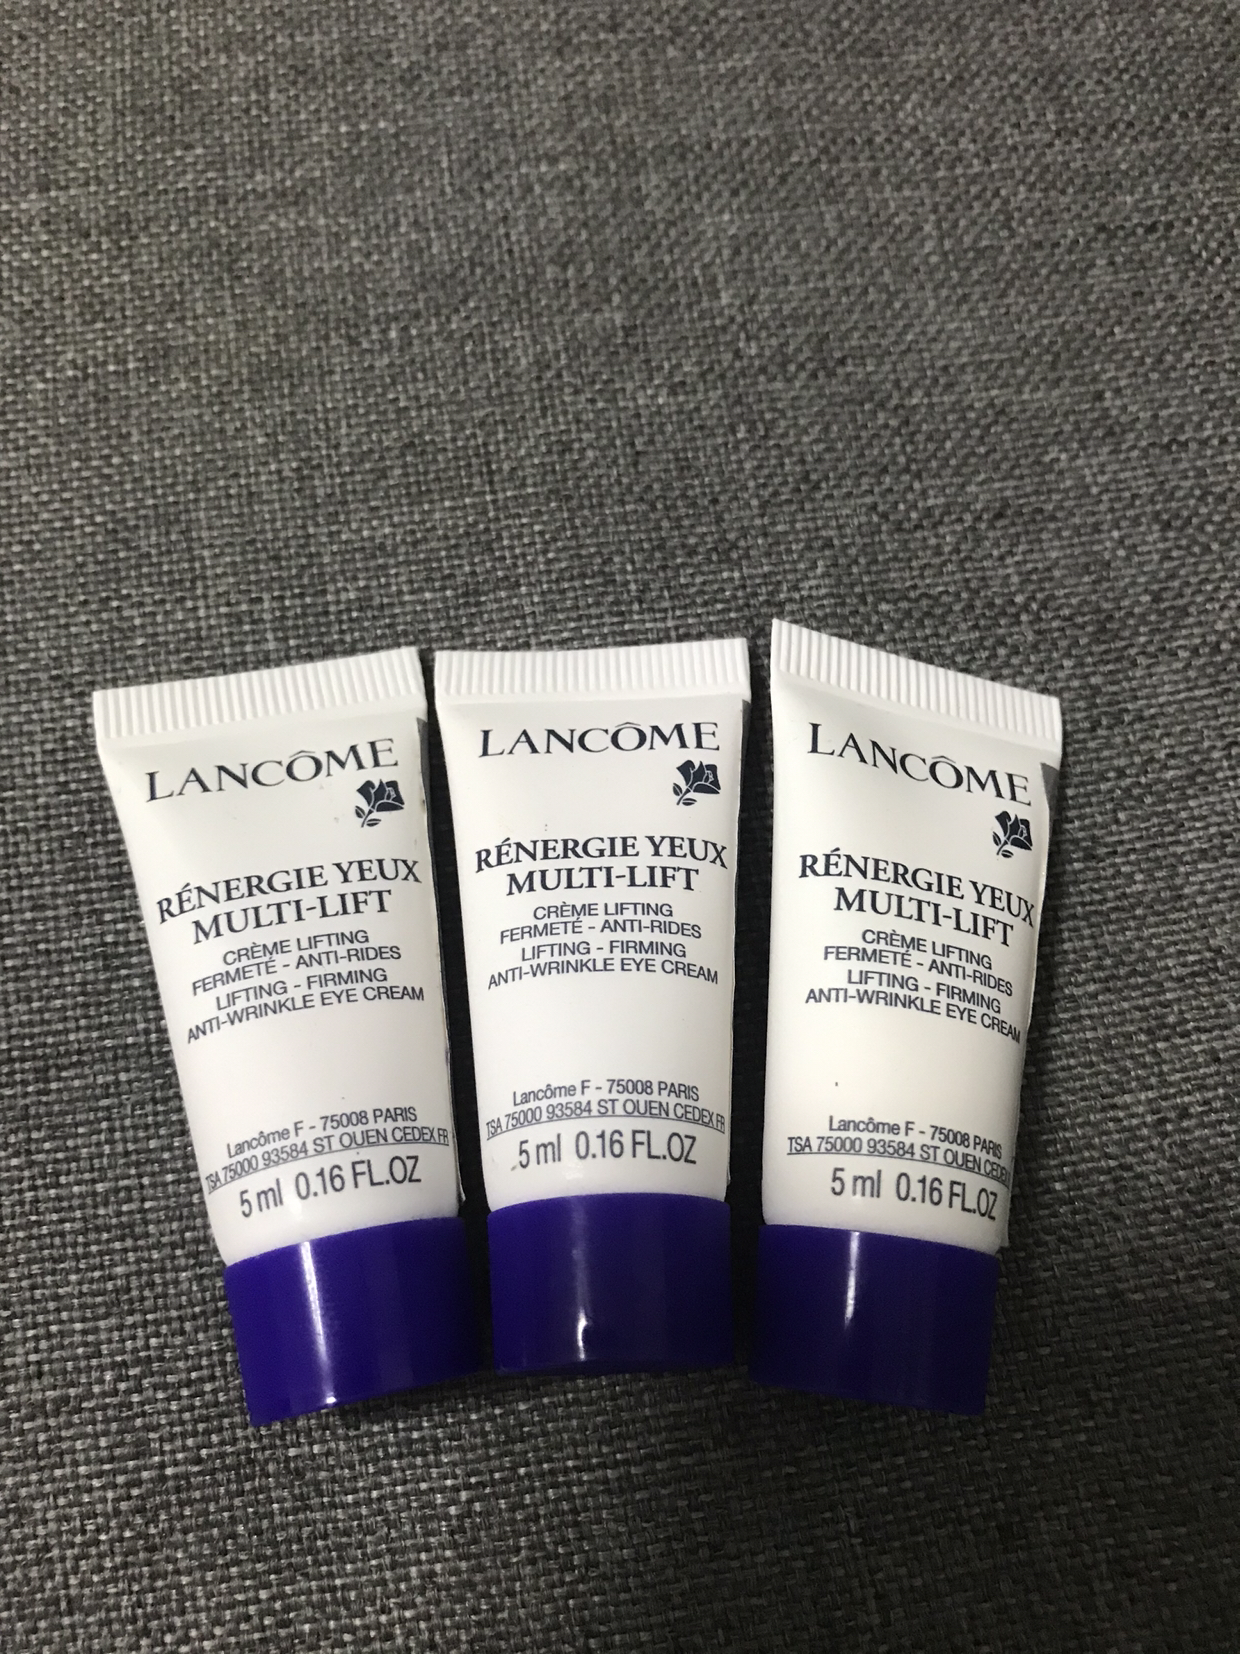 LANCÔME
RÉNERGIE YEUX
MULTI-LIFT
CRÈME LIFTING
FERMETÉ - ANTI-RIDES
LIFTING - FIRMING
ANTI-WRINKLE EYE CREAM
Lancôme F - 75008 PARIS
TSA 75000 93584 ST OUEN CEDEX FR
5 ml 0.16 FL.OZ
LANCÔME
RÉNERGIE YEUX
MULTI-LIFT
CRÈME LIFTING
FERMETÉ - ANTI-RIDES
LIFTING - FIRMING
ANTI-WRINKLE EYE CREAM
Lancôme F - 75008 PARIS
TSA 75000 93584 ST OUEN CEDEX FR
5 ml 0.16 FL.OZ
LANCÔME
RÉNERGIE YEUX
MULTI-LIFT
CRÈME LIFTING
FERMETÉ - ANTI-RIDES
LIFTING - FIRMING
ANTI-WRINKLE EYE CREAM
Lancôme F - 75008 PARIS
TSA 75000 93584 ST OUEN
5 ml 0.16 FL.OZ